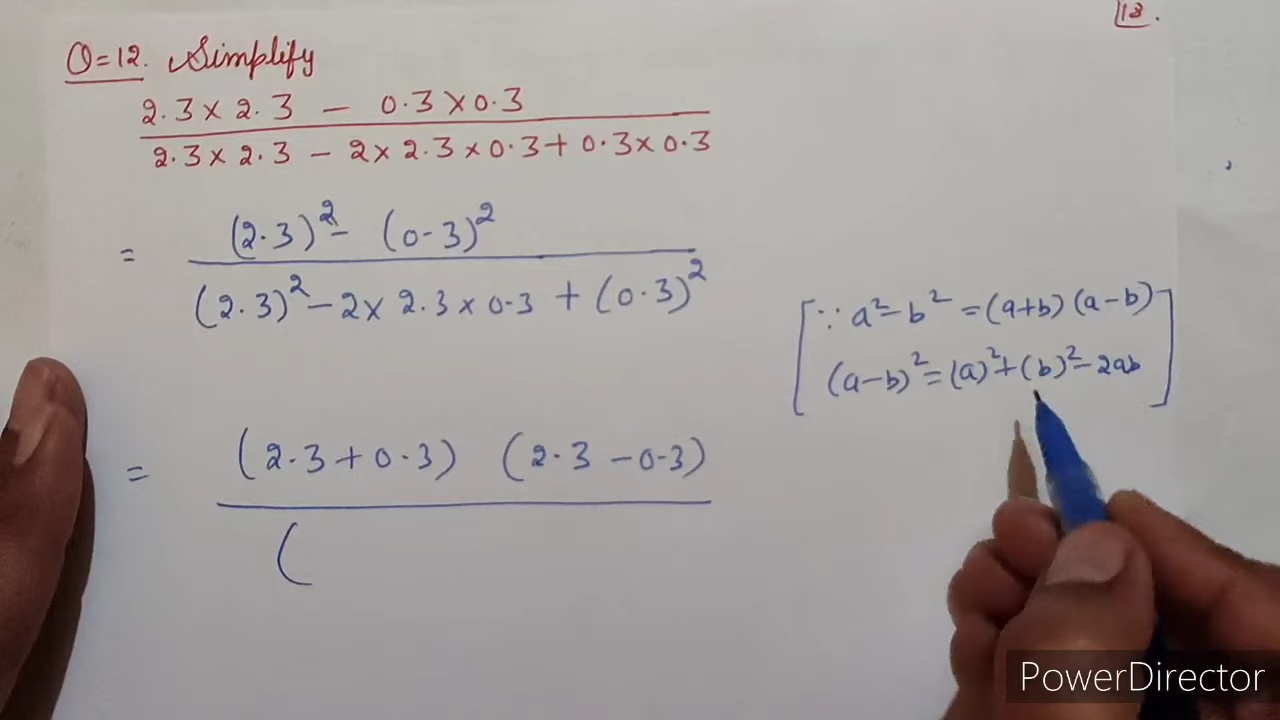 18.
Q=12. Simplify
2.3 × 2.3 − 0.3 × 0.3
2.3 × 2.3 − 2 × 2.3 × 0.3 + 0.3 × 0.3
= (2.3)² − (0.3)²
(2.3)² − 2 × 2.3 × 0.3 + (0.3)²
[∵ a² − b² = (a+b) (a−b)
(a−b)² = (a)² + (b)² − 2ab]
= (2.3 + 0.3) (2.3 − 0.3)
(
PowerDirector